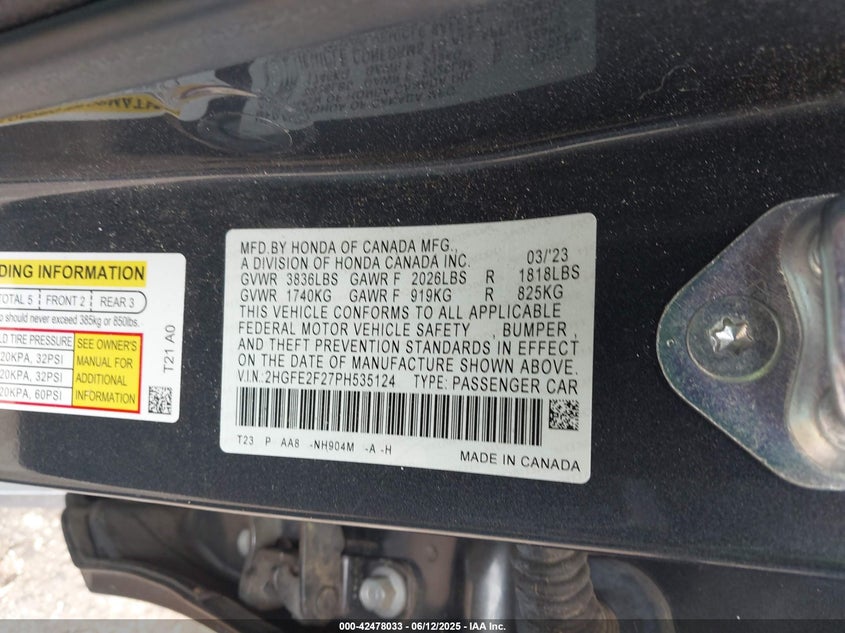 DING INFORMATION
TOTAL 5 FRONT 2 REAR 3
o should never exceed 385kg or 850lbs.
D TIRE PRESSURE
20KPA, 32PSI
20KPA, 32PSI
20KPA, 60PSI
SEE OWNER'S
MANUAL FOR
ADDITIONAL
INFORMATION
T21 A0
MFD.BY HONDA OF CANADA MFG.,
A DIVISION OF HONDA CANADA INC. 03/'23
GVWR 3836LBS GAWR F 2026LBS R 1818LBS
GVWR 1740KG GAWR F 919KG R 825KG
THIS VEHICLE CONFORMS TO ALL APPLICABLE
FEDERAL MOTOR VEHICLE SAFETY , BUMPER ,
AND THEFT PREVENTION STANDARDS IN EFFECT
ON THE DATE OF MANUFACTURE SHOWN ABOVE.
V.I.N.:2HGFE2F27PH535124 TYPE: PASSENGER CAR
T23 P AA8 -NH904M -A -H
MADE IN CANADA
000-42478033 — 06/12/2025 — IAA Inc.